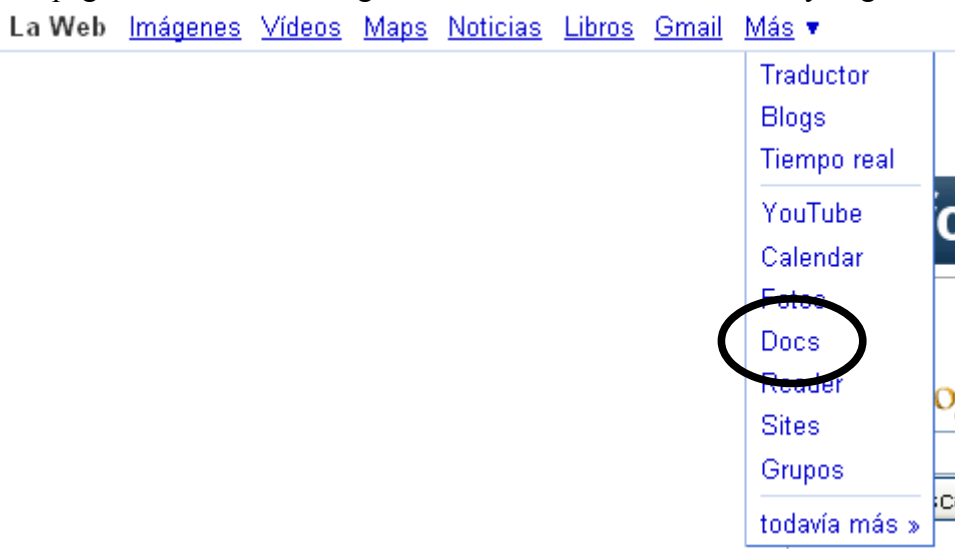 La Web Imágenes Vídeos Maps Noticias Libros Gmail Más ▼
Traductor
Blogs
Tiempo real
YouTube
Calendar
Fotos
Docs
Reader
Sites
Grupos
todavía más »